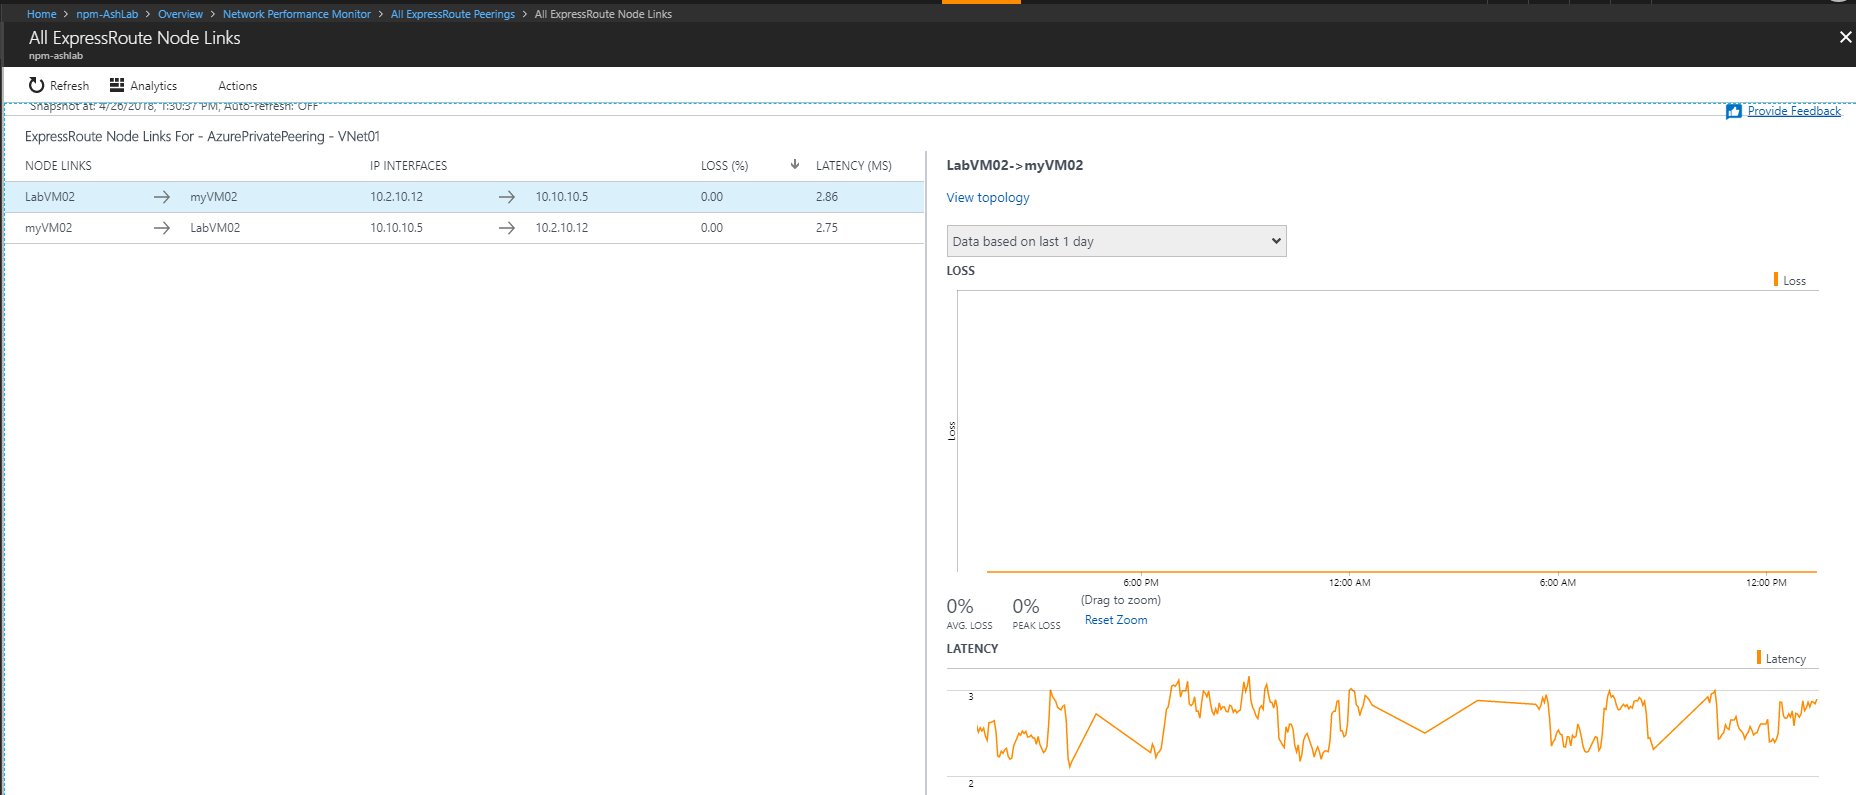 Home > npm-AshLab > Overview > Network Performance Monitor > All ExpressRoute Peerings > All ExpressRoute Node Links
All ExpressRoute Node Links
npm-ashlab
Refresh Analytics Actions
Snapshot at: 4/26/2018, 1:30:37 PM, Auto-refresh: OFF
Provide Feedback
ExpressRoute Node Links For - AzurePrivatePeering - VNet01
NODE LINKS IP INTERFACES LOSS (%) LATENCY (MS)
LabVM02 → myVM02 10.2.10.12 → 10.10.10.5 0.00 2.86
myVM02 → LabVM02 10.10.10.5 → 10.2.10.12 0.00 2.75
LabVM02->myVM02
View topology
Data based on last 1 day
LOSS
Loss
Loss
6:00 PM 12:00 AM 6:00 AM 12:00 PM
0% 0% (Drag to zoom)
AVG. LOSS PEAK LOSS Reset Zoom
LATENCY
Latency
3
2